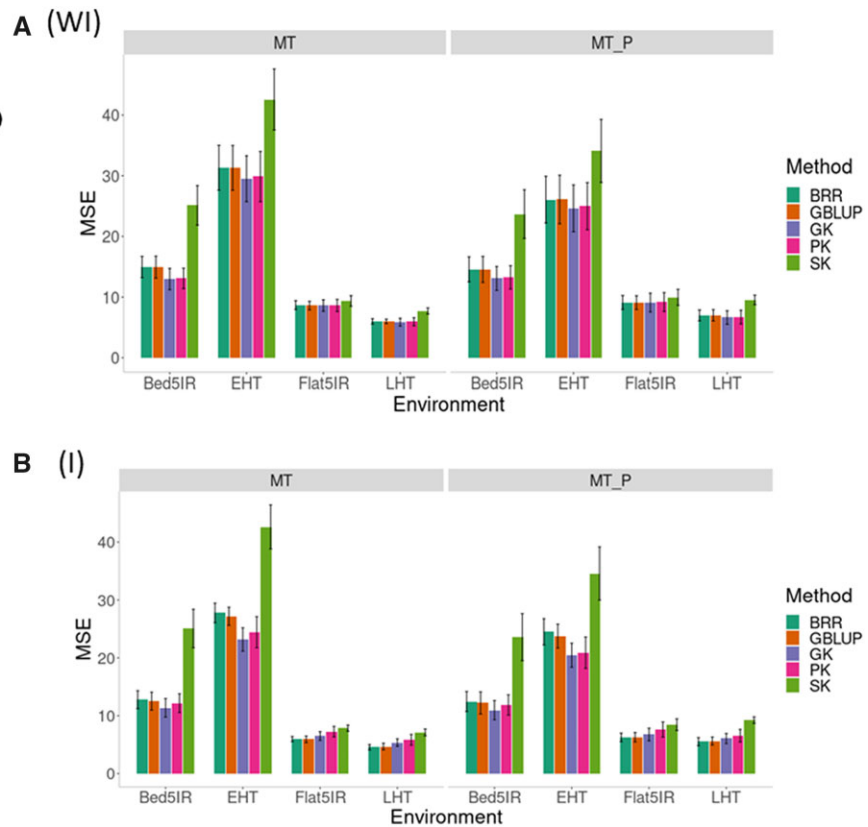 A (WI)
MT MT_P
MSE
40
30
20
10
0
Bed5IR EHT Flat5IR LHT Bed5IR EHT Flat5IR LHT
Environment
Method
BRR
GBLUP
GK
PK
SK
B (I)
MT MT_P
MSE
40
30
20
10
0
Bed5IR EHT Flat5IR LHT Bed5IR EHT Flat5IR LHT
Environment
Method
BRR
GBLUP
GK
PK
SK